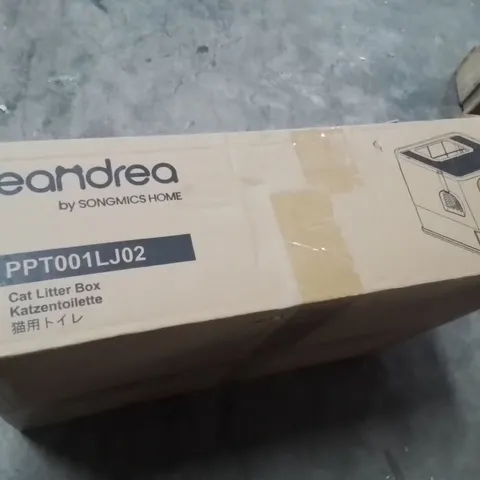 eandrea
by SONGMICS HOME
PPT001LJ02
Cat Litter Box
Katzentoilette
猫用トイレ